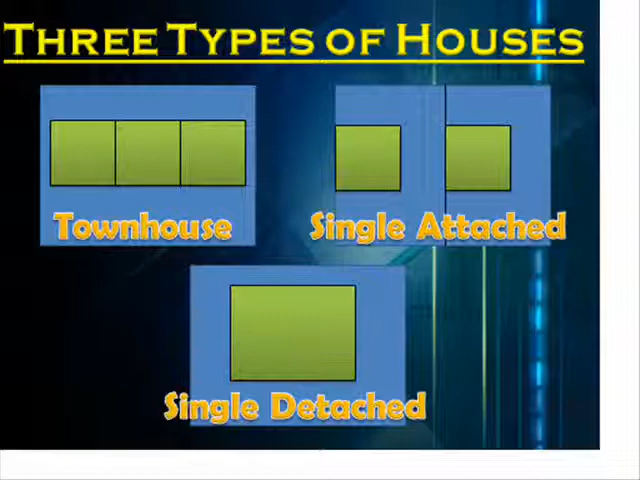 THREE TYPES OF HOUSES
Townhouse
Single Attached
Single Detached